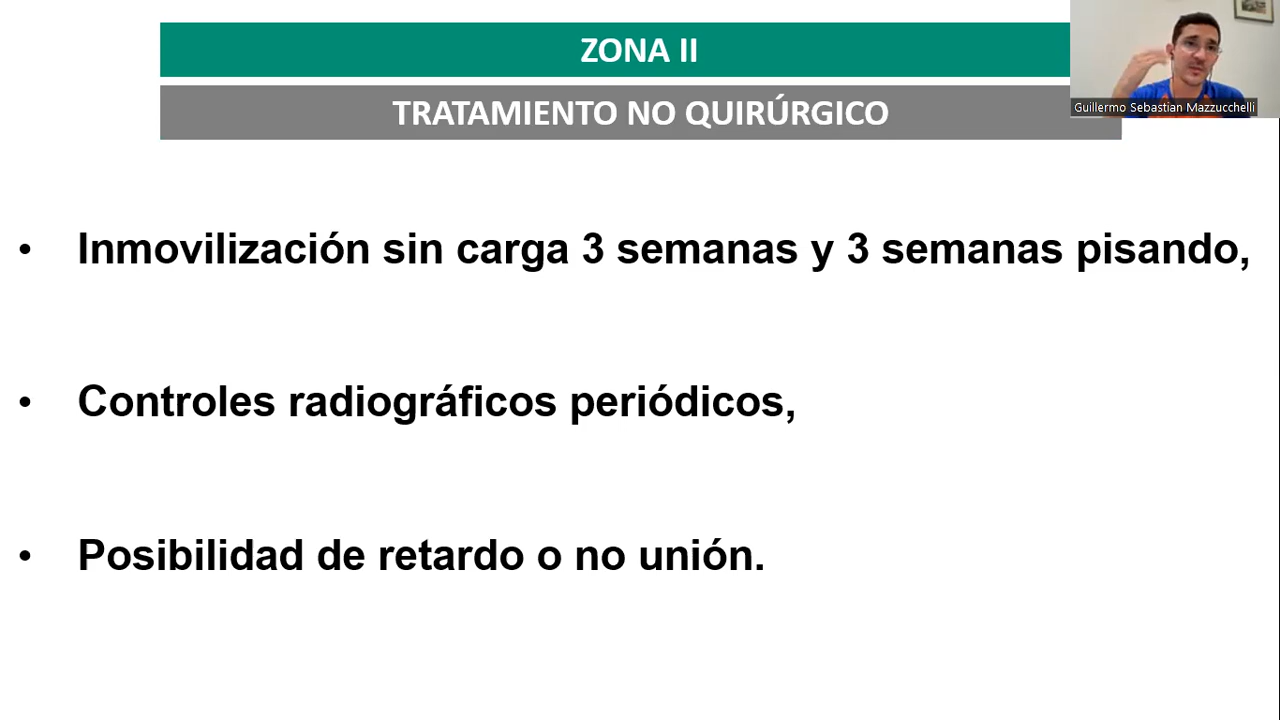 ZONA II
TRATAMIENTO NO QUIRÚRGICO
Guillermo Sebastian Mazzucchelli
• Inmovilización sin carga 3 semanas y 3 semanas pisando,
• Controles radiográficos periódicos,
• Posibilidad de retardo o no unión.